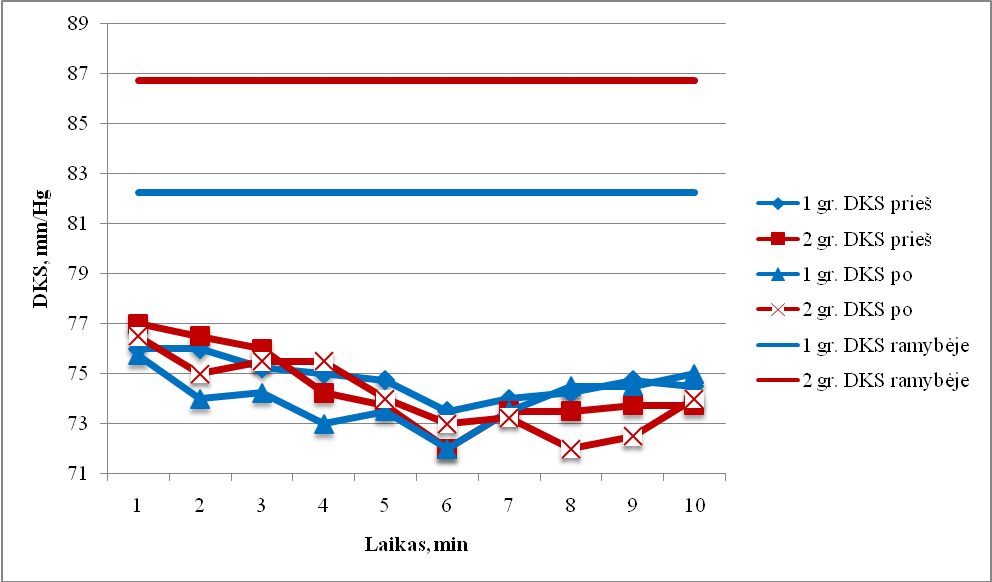 89
87
85
83
81
79
77
75
73
71
DKS, mm/Hg
1 2 3 4 5 6 7 8 9 10
Laikas, min
1 gr. DKS prieš
2 gr. DKS prieš
1 gr. DKS po
2 gr. DKS po
1 gr. DKS ramybėje
2 gr. DKS ramybėje